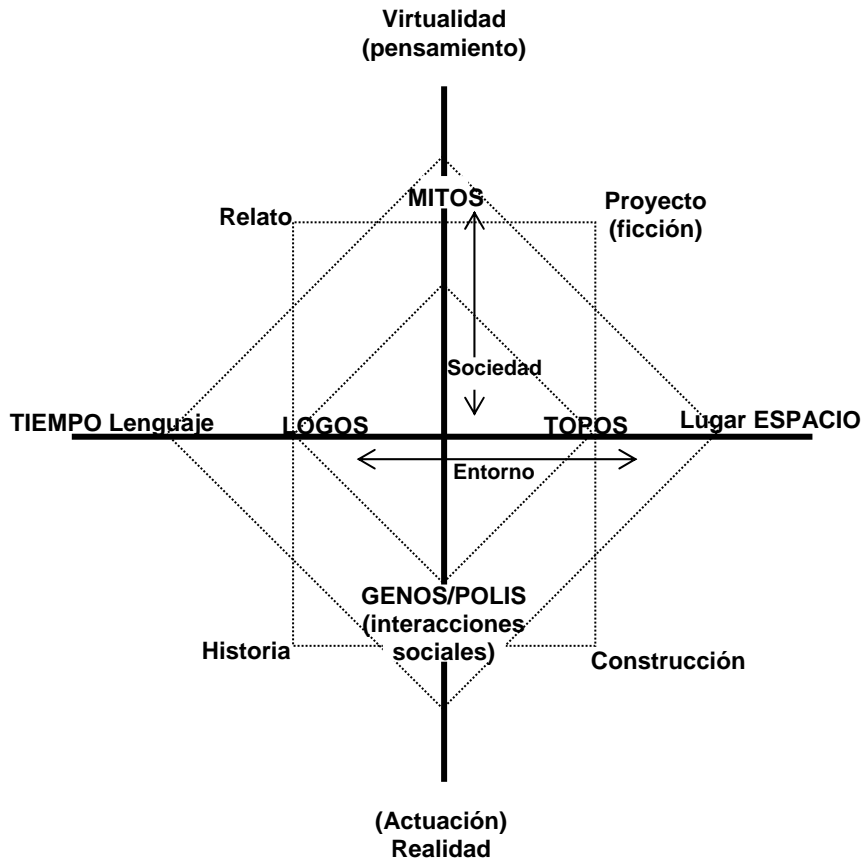 Virtualidad
(pensamiento)
MITOS
Relato
Proyecto
(ficción)
Sociedad
TIEMPO Lenguaje
LOGOS
TOPOS
Lugar ESPACIO
Entorno
GENOS/POLIS
(interacciones
sociales)
Historia
Construcción
(Actuación)
Realidad